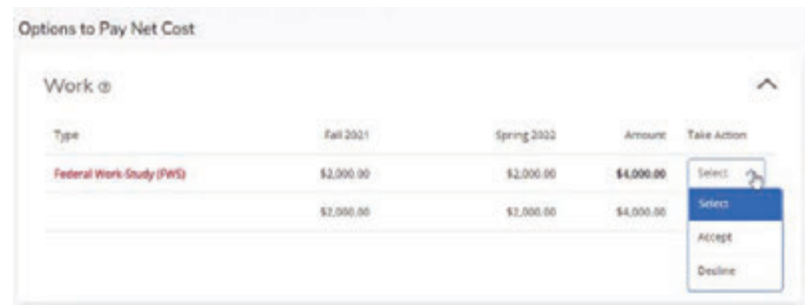 Options to Pay Net Cost
Work
Type Fall 2021 Spring 2022 Amount Take Action
Federal Work-Study (FWS) $2,000.00 $2,000.00 $4,000.00 Select
$2,000.00 $2,000.00 $4,000.00
Select
Accept
Decline